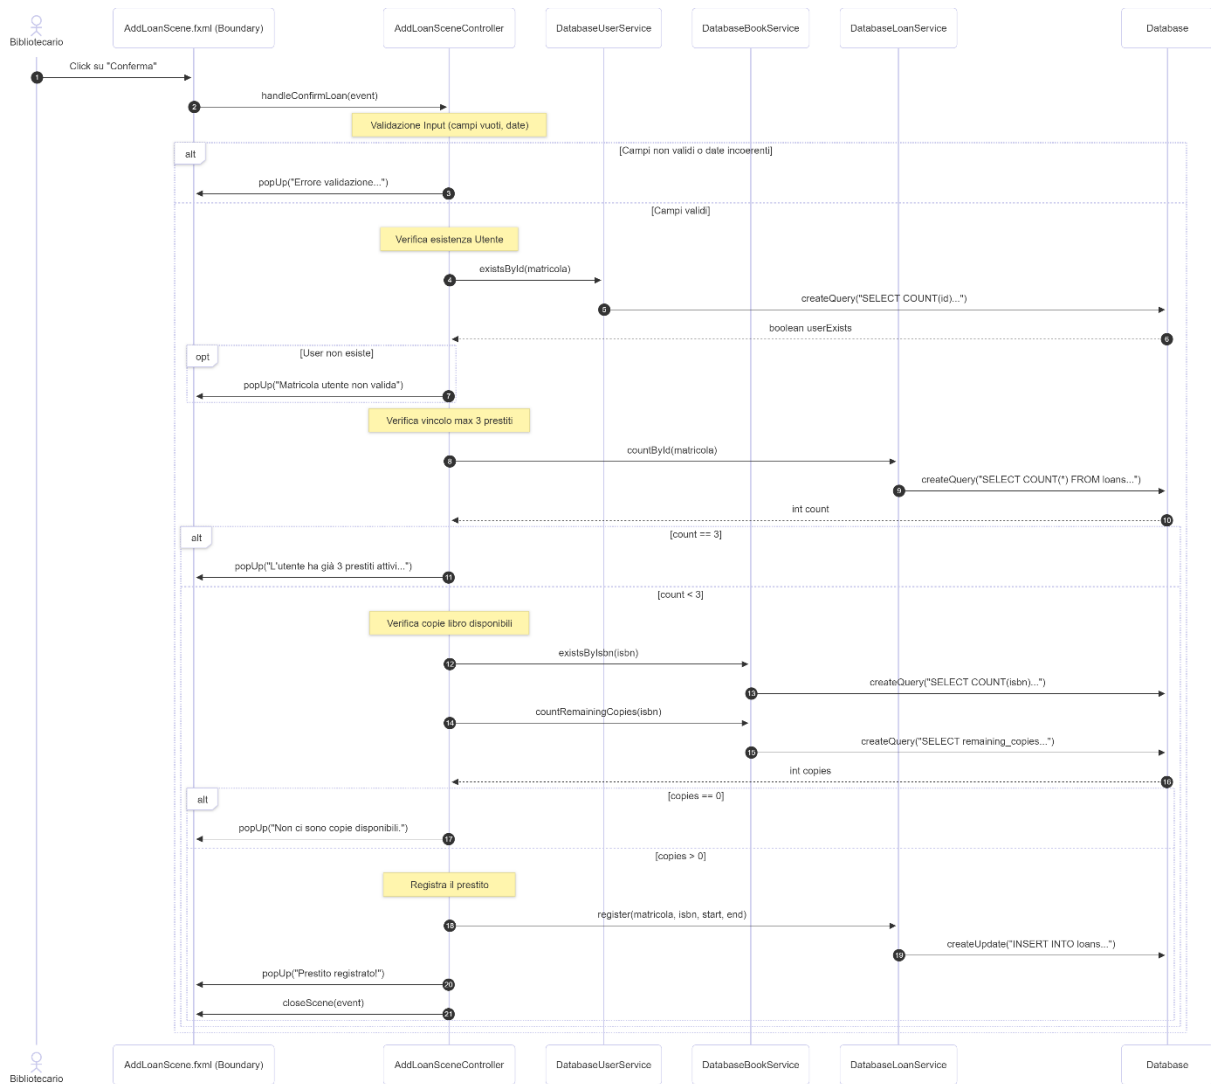 Bibliotecario
AddLoanScene.fxml (Boundary)
AddLoanSceneController
DatabaseUserService
DatabaseBookService
DatabaseLoanService
Database
1
Click su "Conferma"
2
handleConfirmLoan(event)
Validazione Input (campi vuoti, date)
alt
[Campi non validi o date incoerenti]
popUp("Errore validazione...")
3
[Campi validi]
Verifica esistenza Utente
4
existsById(matricola)
5
createQuery("SELECT COUNT(id)...")
boolean userExists
6
opt
[User non esiste]
popUp("Matricola utente non valida")
7
Verifica vincolo max 3 prestiti
8
countById(matricola)
9
createQuery("SELECT COUNT(*) FROM loans...")
int count
10
alt
[count == 3]
popUp("L'utente ha già 3 prestiti attivi...")
11
[count < 3]
Verifica copie libro disponibili
12
existsByIsbn(isbn)
13
createQuery("SELECT COUNT(isbn)...")
14
countRemainingCopies(isbn)
15
createQuery("SELECT remaining_copies...")
int copies
16
alt
[copies == 0]
popUp("Non ci sono copie disponibili.")
17
[copies > 0]
Registra il prestito
18
register(matricola, isbn, start, end)
19
createUpdate("INSERT INTO loans...")
popUp("Prestito registrato!")
20
closeScene(event)
21
Bibliotecario
AddLoanScene.fxml (Boundary)
AddLoanSceneController
DatabaseUserService
DatabaseBookService
DatabaseLoanService
Database